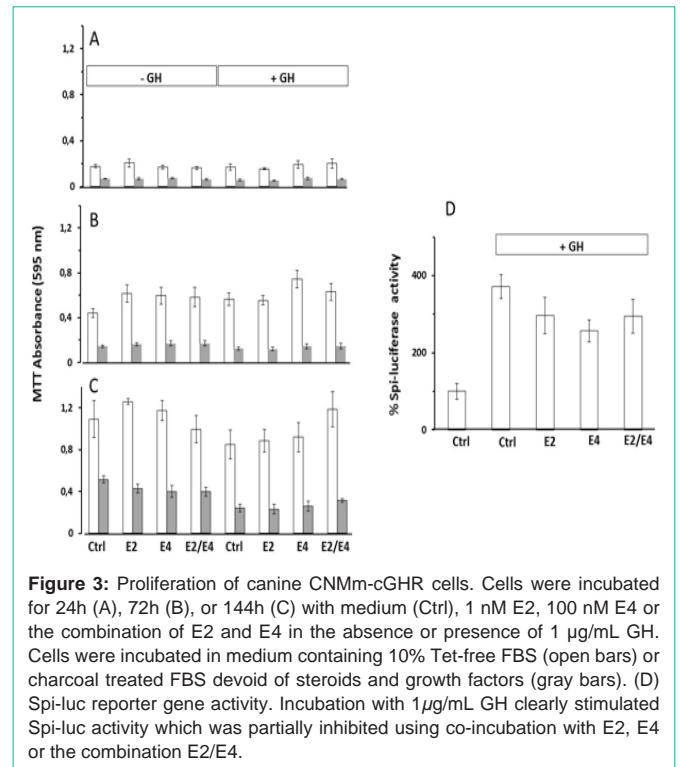 A
1,2
- GH
+ GH
0,8
0,4
0
B
1,2
0,8
0,4
0
C
1,2
0,8
0,4
0
MTT Absorbance (595 nm)
Ctrl E2 E4 E2/E4 Ctrl E2 E4 E2/E4
D
+ GH
400
200
0
% Spi-luciferase activity
Ctrl Ctrl E2 E4 E2/E4
Figure 3: Proliferation of canine CNMm-cGHR cells. Cells were incubated
for 24h (A), 72h (B), or 144h (C) with medium (Ctrl), 1 nM E2, 100 nM E4 or
the combination of E2 and E4 in the absence or presence of 1 µg/mL GH.
Cells were incubated in medium containing 10% Tet-free FBS (open bars) or
charcoal treated FBS devoid of steroids and growth factors (gray bars). (D)
Spi-luc reporter gene activity. Incubation with 1µg/mL GH clearly stimulated
Spi-luc activity which was partially inhibited using co-incubation with E2, E4
or the combination E2/E4.